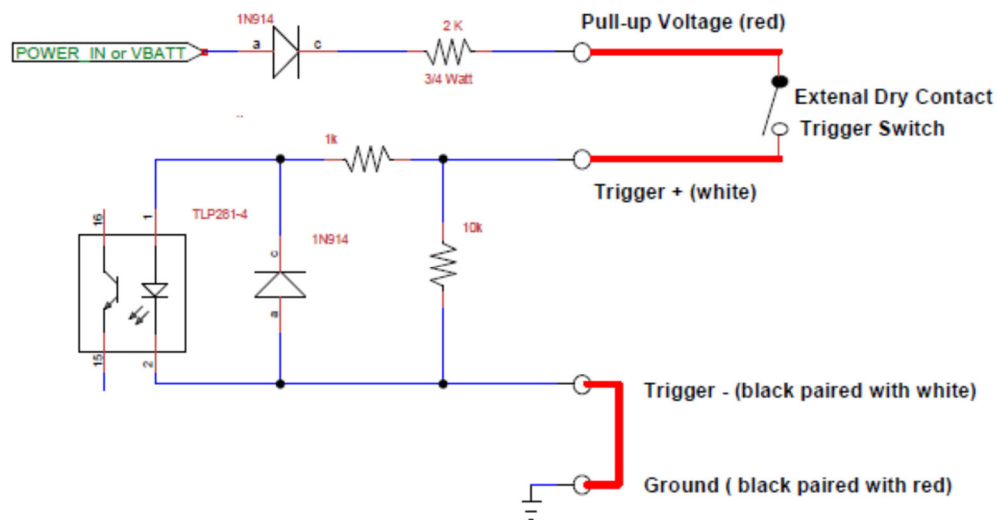 1N914
2 K
Pull-up Voltage (red)
POWER_IN or VBATT
a
c
3/4 Watt
Extenal Dry Contact
Trigger Switch
1k
Trigger + (white)
TLP281-4
16
1
1N914
10k
c
a
15
2
Trigger - (black paired with white)
Ground ( black paired with red)